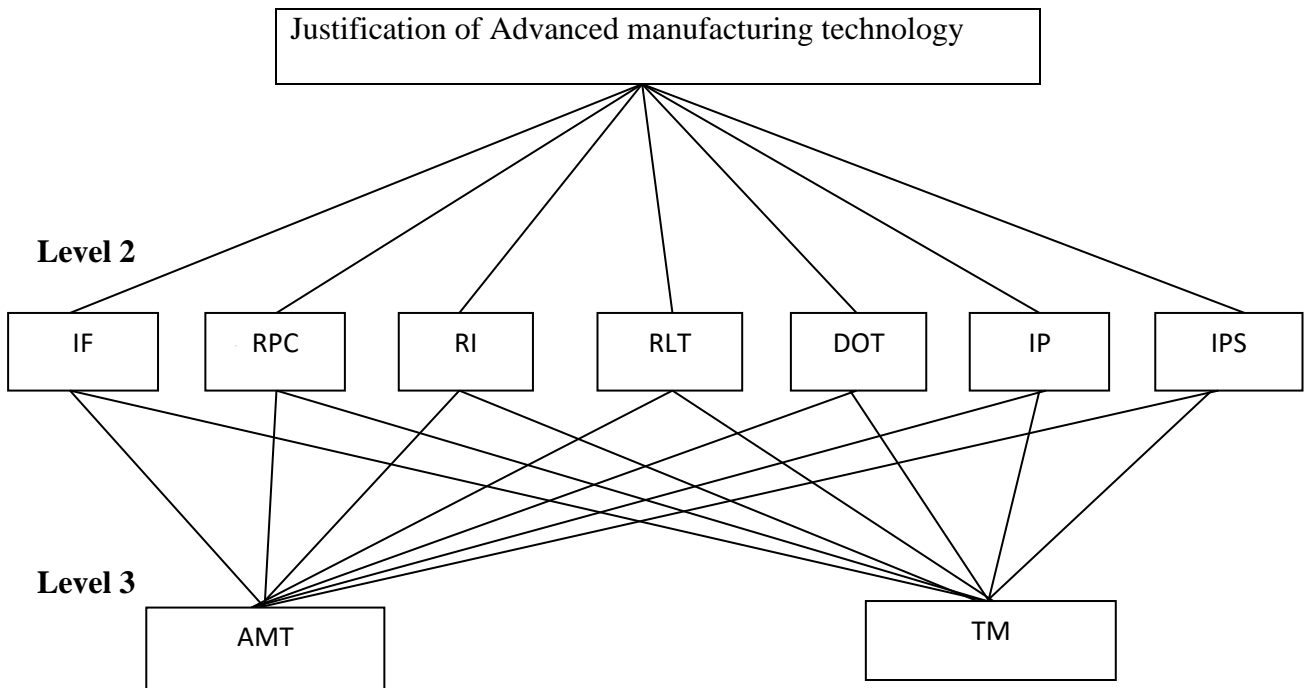 Justification of Advanced manufacturing technology
Level 2
IF RPC RI RLT DOT IP IPS
Level 3
AMT TM